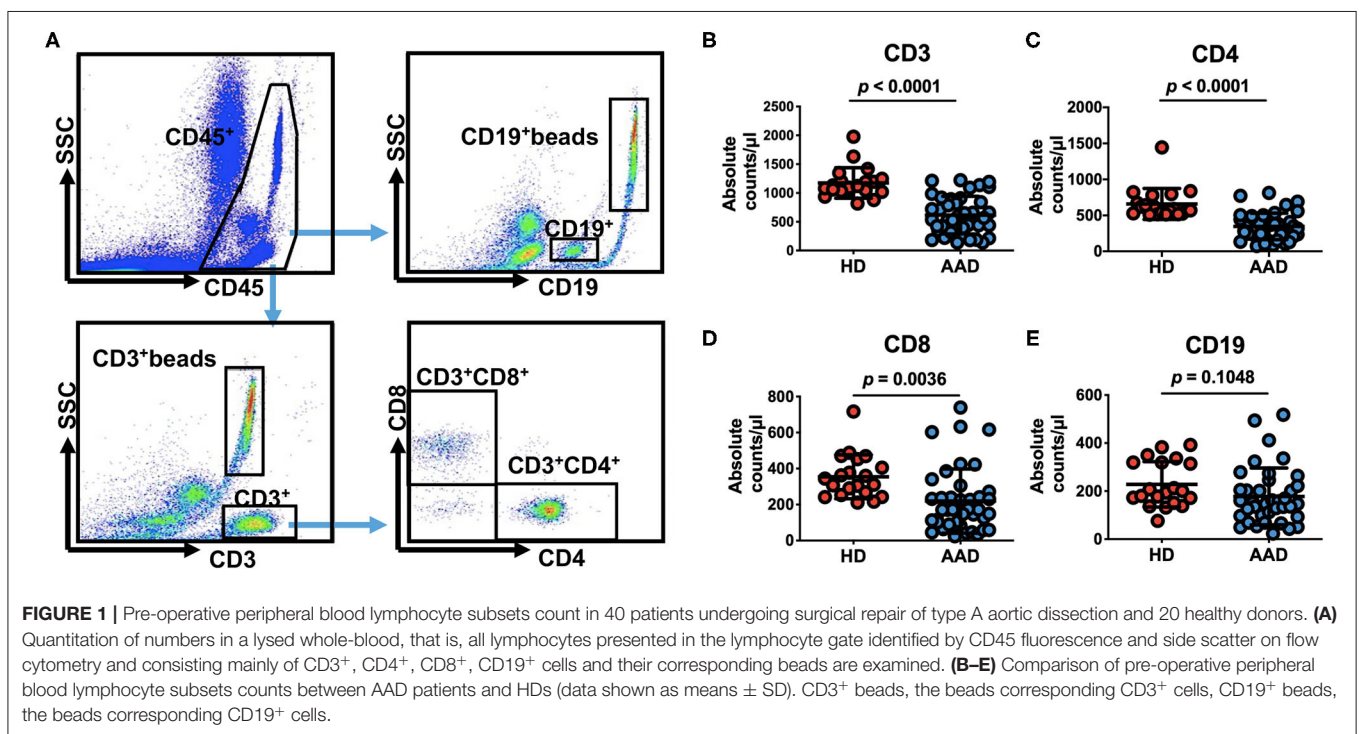 A
SSC
CD45+
CD45
SSC
CD19+beads
CD19+
CD19
SSC
CD3+beads
CD3+
CD3
CD8
CD3+CD8+
CD3+CD4+
CD4
B
CD3
p < 0.0001
Absolute
counts/µl
2500
2000
1500
1000
500
0
HD
AAD
C
CD4
p < 0.0001
Absolute
counts/µl
2000
1500
1000
500
0
HD
AAD
D
CD8
p = 0.0036
Absolute
counts/µl
800
600
400
200
0
HD
AAD
E
CD19
p = 0.1048
Absolute
counts/µl
600
400
200
0
HD
AAD
FIGURE 1 | Pre-operative peripheral blood lymphocyte subsets count in 40 patients undergoing surgical repair of type A aortic dissection and 20 healthy donors. (A)
Quantitation of numbers in a lysed whole-blood, that is, all lymphocytes presented in the lymphocyte gate identified by CD45 fluorescence and side scatter on flow
cytometry and consisting mainly of CD3+, CD4+, CD8+, CD19+ cells and their corresponding beads are examined. (B–E) Comparison of pre-operative peripheral
blood lymphocyte subsets counts between AAD patients and HDs (data shown as means ± SD). CD3+ beads, the beads corresponding CD3+ cells, CD19+ beads,
the beads corresponding CD19+ cells.